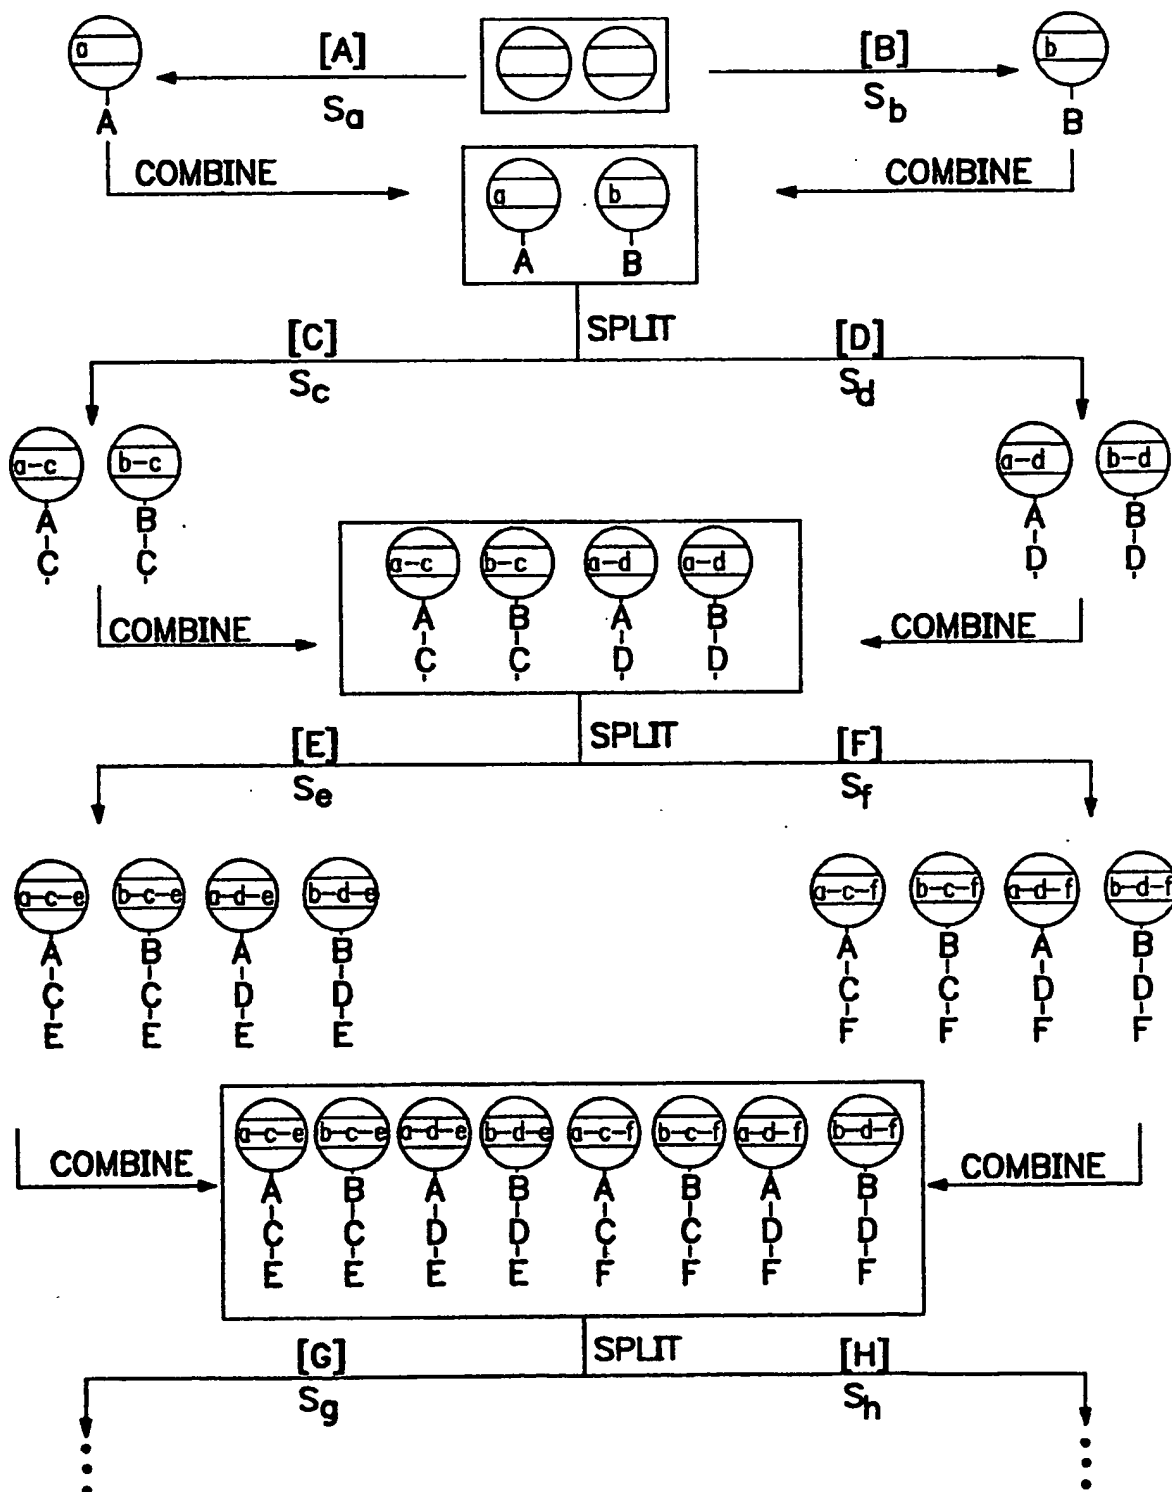 [A] [B]
a b
Sa Sb
A B
COMBINE COMBINE
a b
A B
SPLIT
[C] [D]
Sc Sd
a-c b-c a-d b-d
A B A B
C C D D
a-c b-c a-d a-d
A B A B
C C D D
COMBINE COMBINE
SPLIT
[E] [F]
Se Sf
a-c-e b-c-e a-d-e b-d-e a-c-f b-c-f a-d-f b-d-f
A B A B A B A B
C C D D C C D D
E E E E F F F F
a-c-e b-c-e a-d-e b-d-e a-c-f b-c-f a-d-f b-d-f
COMBINE COMBINE
A B A B A B A B
C C D D C C D D
E E E E F F F F
SPLIT
[G] [H]
Sg Sh